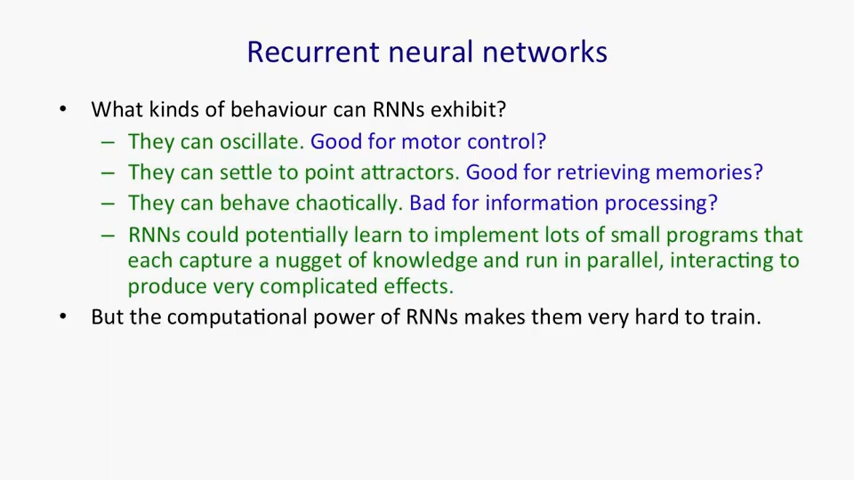 Recurrent neural networks
• What kinds of behaviour can RNNs exhibit?
– They can oscillate. Good for motor control?
– They can settle to point attractors. Good for retrieving memories?
– They can behave chaotically. Bad for information processing?
– RNNs could potentially learn to implement lots of small programs that
each capture a nugget of knowledge and run in parallel, interacting to
produce very complicated effects.
• But the computational power of RNNs makes them very hard to train.